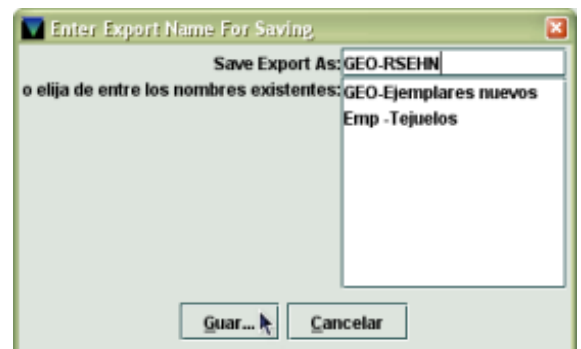 Enter Export Name For Saving
Save Export As: GEO-RSEHN
o elija de entre los nombres existentes: GEO-Ejemplares nuevos
Emp -Tejuelos
Guar... Cancelar